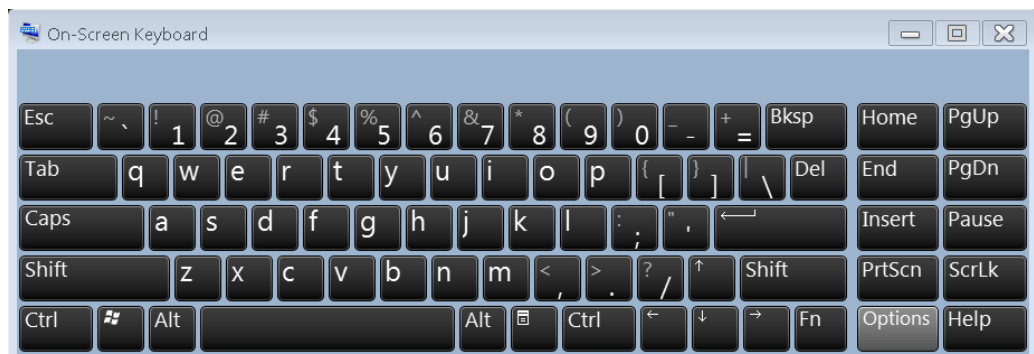 On-Screen Keyboard
Esc ~ ` ! 1 @ 2 # 3 $ 4 % 5 ^ 6 & 7 * 8 ( 9 ) 0 _ - + = Bksp Home PgUp
Tab q w e r t y u i o p { [ } ] | \ Del End PgDn
Caps a s d f g h j k l : ; " ' Insert Pause
Shift z x c v b n m < , > . ? / ↑ Shift PrtScn ScrLk
Ctrl Alt Alt Ctrl ← ↓ → Fn Options Help